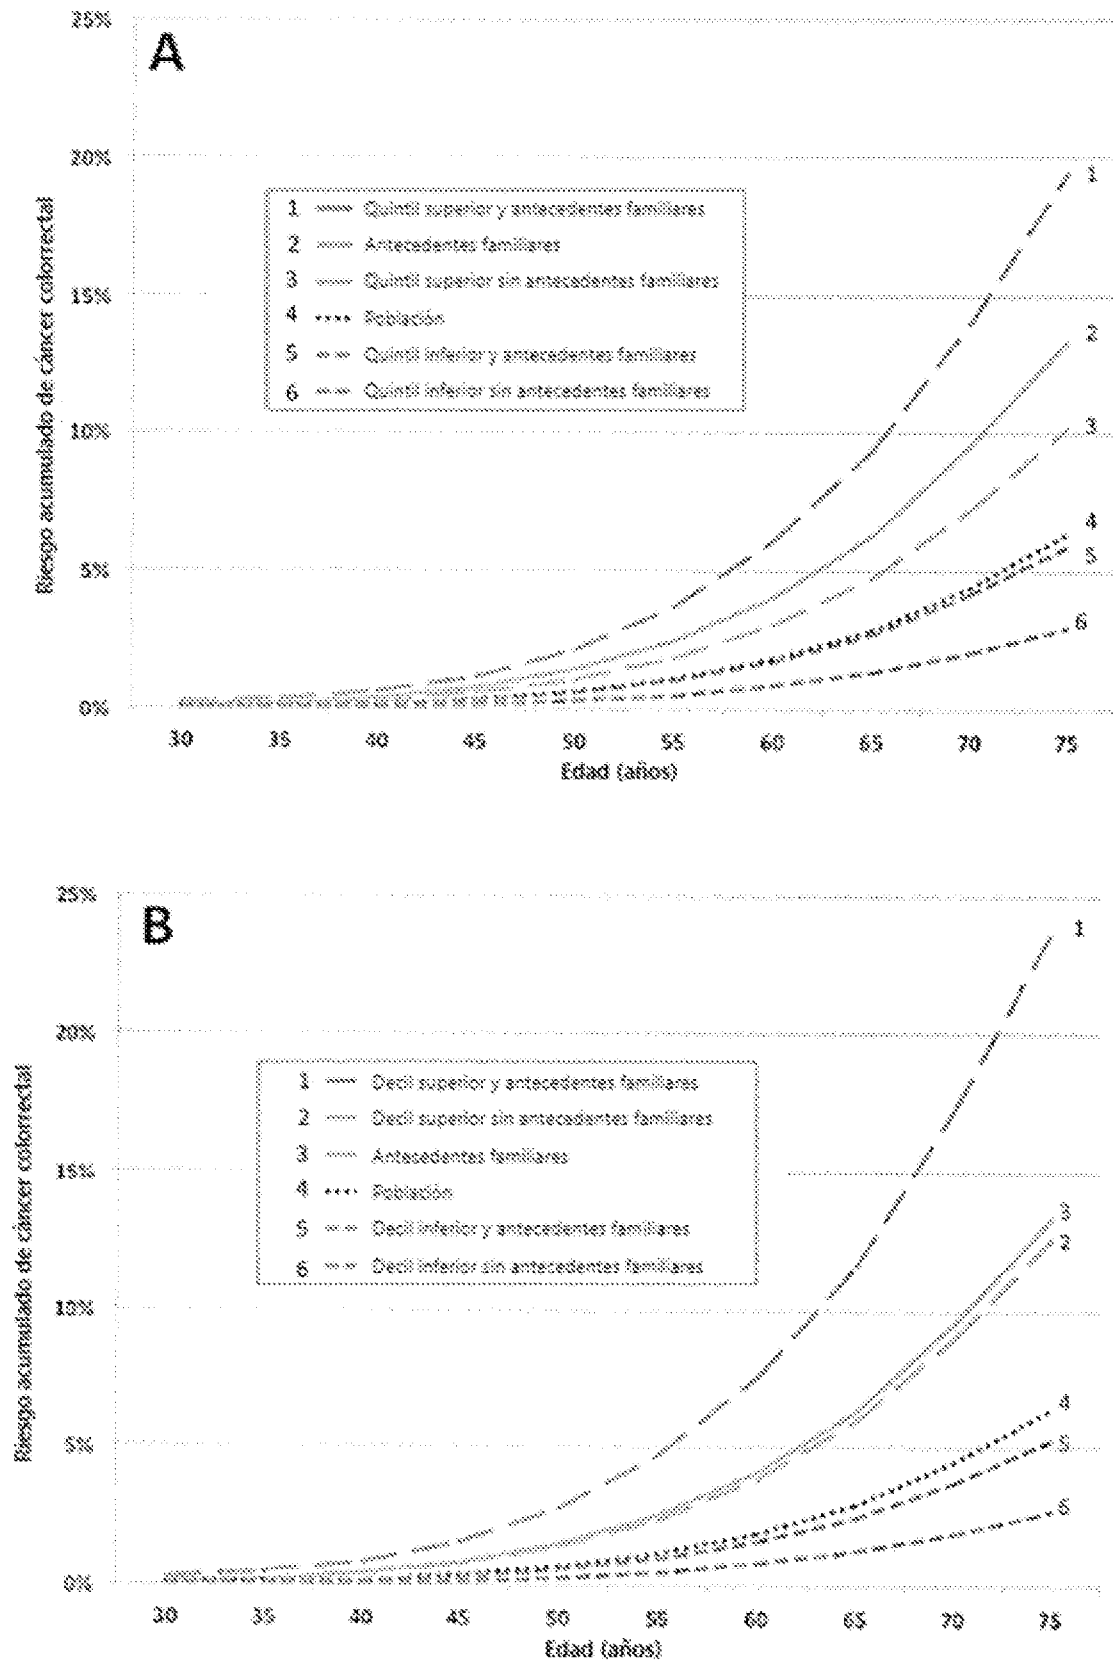 A
25%
20%
15%
10%
5%
0%
Riesgo acumulado de cáncer colorrectal
1 Quintil superior y antecedentes familiares
2 Antecedentes familiares
3 Quintil superior sin antecedentes familiares
4 Población
5 Quintil inferior y antecedentes familiares
6 Quintil inferior sin antecedentes familiares
1
2
3
4
5
6
30 35 40 45 50 55 60 65 70 75
Edad (años)
B
25%
20%
15%
10%
5%
0%
Riesgo acumulado de cáncer colorrectal
1 Decil superior y antecedentes familiares
2 Decil superior sin antecedentes familiares
3 Antecedentes familiares
4 Población
5 Decil inferior y antecedentes familiares
6 Decil inferior sin antecedentes familiares
1
3
2
4
5
6
30 35 40 45 50 55 60 65 70 75
Edad (años)